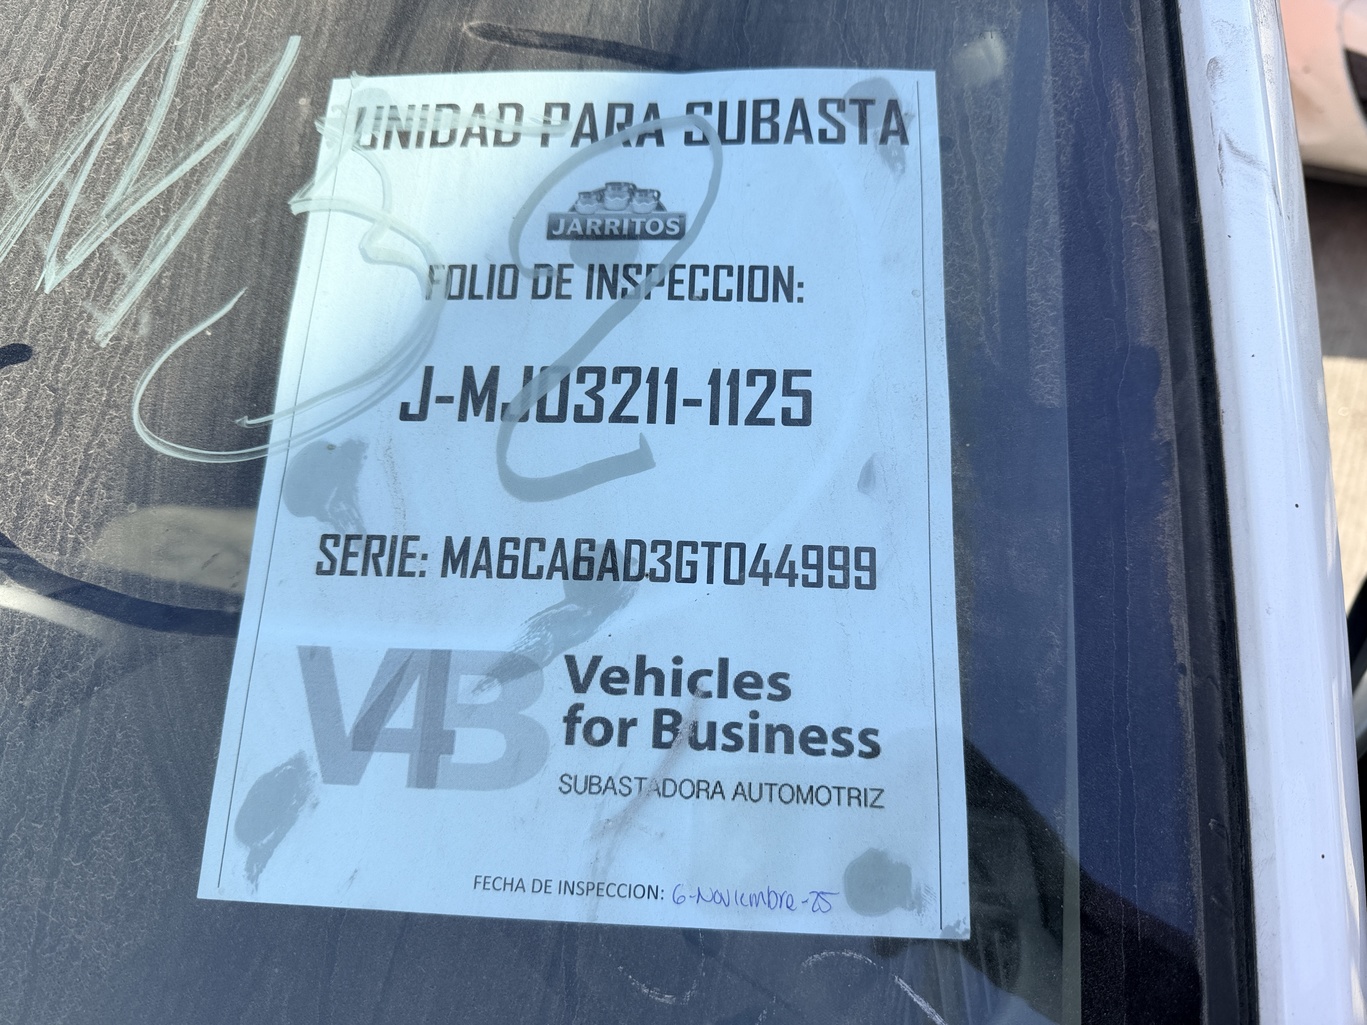 UNIDAD PARA SUBASTA
JARRITOS
FOLIO DE INSPECCION:
J-MJ03211-1125
SERIE: MA6CA6AD3GT044999
V4B
Vehicles
for Business
SUBASTADORA AUTOMOTRIZ
FECHA DE INSPECCION: 6-Noviembre-25